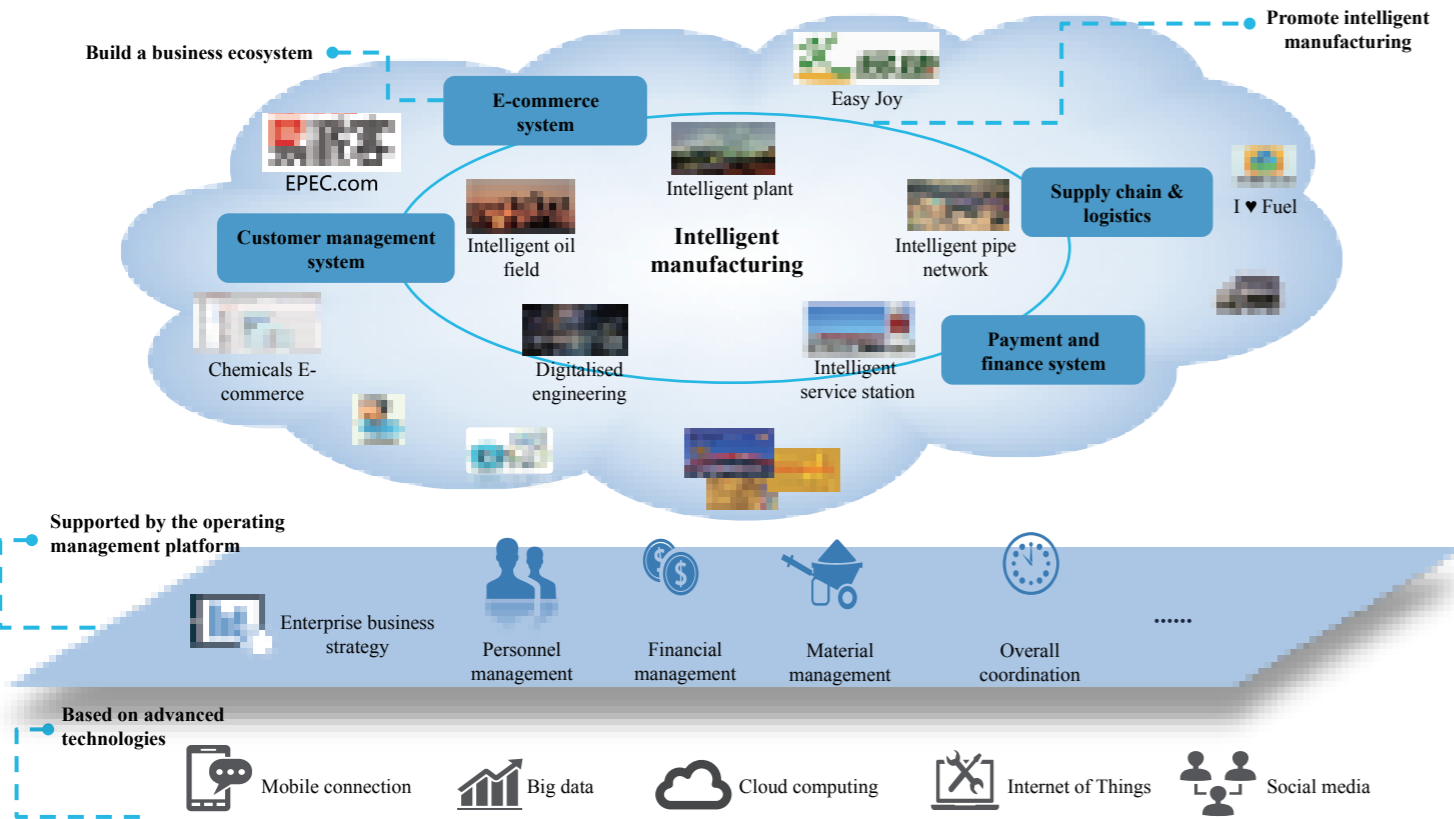 Promote intelligent
manufacturing
Build a business ecosystem
E-commerce
system
Easy Joy
EPEC.com
Intelligent plant
Supply chain &
logistics
I ♥ Fuel
Customer management
system
Intelligent oil
field
Intelligent
manufacturing
Intelligent pipe
network
Chemicals E-
commerce
Digitalised
engineering
Intelligent
service station
Payment and
finance system
Supported by the operating
management platform
Enterprise business
strategy
Personnel
management
Financial
management
Material
management
Overall
coordination
......
Based on advanced
technologies
Mobile connection
Big data
Cloud computing
Internet of Things
Social media